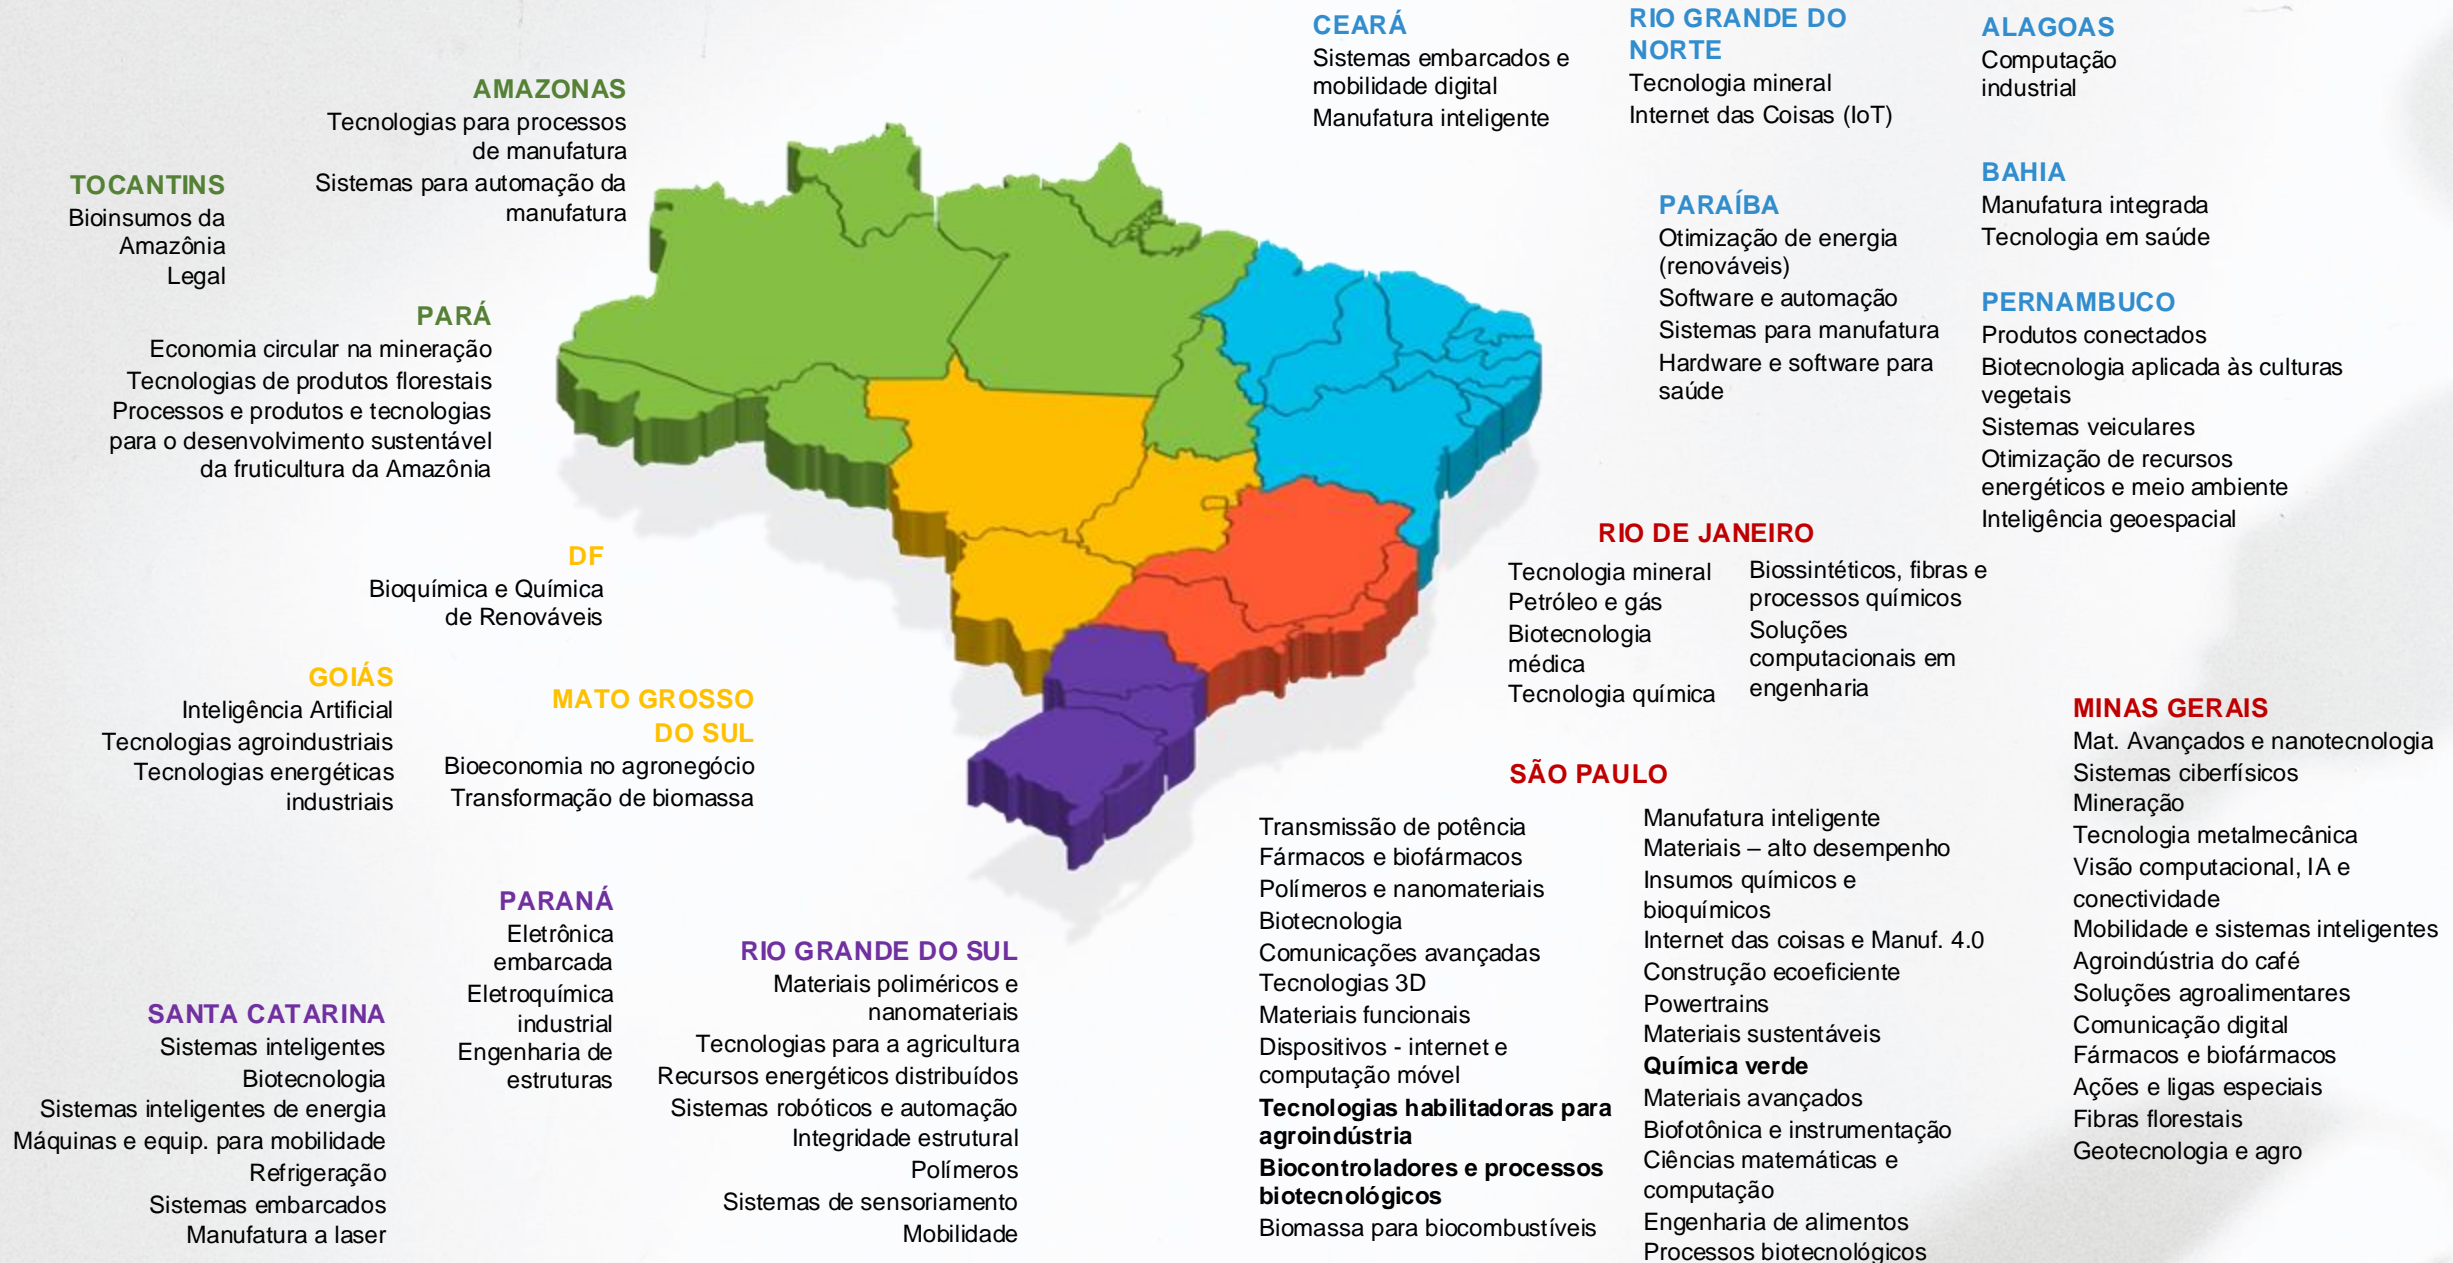 AMAZONAS
Tecnologias para processos
de manufatura
Sistemas para automação da
manufatura
TOCANTINS
Bioinsumos da
Amazônia
Legal
PARÁ
Economia circular na mineração
Tecnologias de produtos florestais
Processos e produtos e tecnologias
para o desenvolvimento sustentável
da fruticultura da Amazônia
DF
Bioquímica e Química
de Renováveis
GOIÁS
Inteligência Artificial
Tecnologias agroindustriais
Tecnologias energéticas
industriais
MATO GROSSO
DO SUL
Bioeconomia no agronegócio
Transformação de biomassa
PARANÁ
Eletrônica
embarcada
Eletroquímica
industrial
Engenharia de
estruturas
SANTA CATARINA
Sistemas inteligentes
Biotecnologia
Sistemas inteligentes de energia
Máquinas e equip. para mobilidade
Refrigeração
Sistemas embarcados
Manufatura a laser
RIO GRANDE DO SUL
Materiais poliméricos e
nanomateriais
Tecnologias para a agricultura
Recursos energéticos distribuídos
Sistemas robóticos e automação
Integridade estrutural
Polímeros
Sistemas de sensoriamento
Mobilidade
CEARÁ
Sistemas embarcados e
mobilidade digital
Manufatura inteligente
RIO GRANDE DO
NORTE
Tecnologia mineral
Internet das Coisas (IoT)
ALAGOAS
Computação
industrial
PARAÍBA
Otimização de energia
(renováveis)
Software e automação
Sistemas para manufatura
Hardware e software para
saúde
BAHIA
Manufatura integrada
Tecnologia em saúde
PERNAMBUCO
Produtos conectados
Biotecnologia aplicada às culturas
vegetais
Sistemas veiculares
Otimização de recursos
energéticos e meio ambiente
Inteligência geoespacial
RIO DE JANEIRO
Tecnologia mineral
Petróleo e gás
Biotecnologia
médica
Tecnologia química
Biossintéticos, fibras e
processos químicos
Soluções
computacionais em
engenharia
SÃO PAULO
Transmissão de potência
Fármacos e biofármacos
Polímeros e nanomateriais
Biotecnologia
Comunicações avançadas
Tecnologias 3D
Materiais funcionais
Dispositivos - internet e
computação móvel
Tecnologias habilitadoras para
agroindústria
Biocontroladores e processos
biotecnológicos
Biomassa para biocombustíveis
Manufatura inteligente
Materiais – alto desempenho
Insumos químicos e
bioquímicos
Internet das coisas e Manuf. 4.0
Construção ecoeficiente
Powertrains
Materiais sustentáveis
Química verde
Materiais avançados
Biofotônica e instrumentação
Ciências matemáticas e
computação
Engenharia de alimentos
Processos biotecnológicos
MINAS GERAIS
Mat. Avançados e nanotecnologia
Sistemas ciberfísicos
Mineração
Tecnologia metalmecânica
Visão computacional, IA e
conectividade
Mobilidade e sistemas inteligentes
Agroindústria do café
Soluções agroalimentares
Comunicação digital
Fármacos e biofármacos
Ações e ligas especiais
Fibras florestais
Geotecnologia e agro